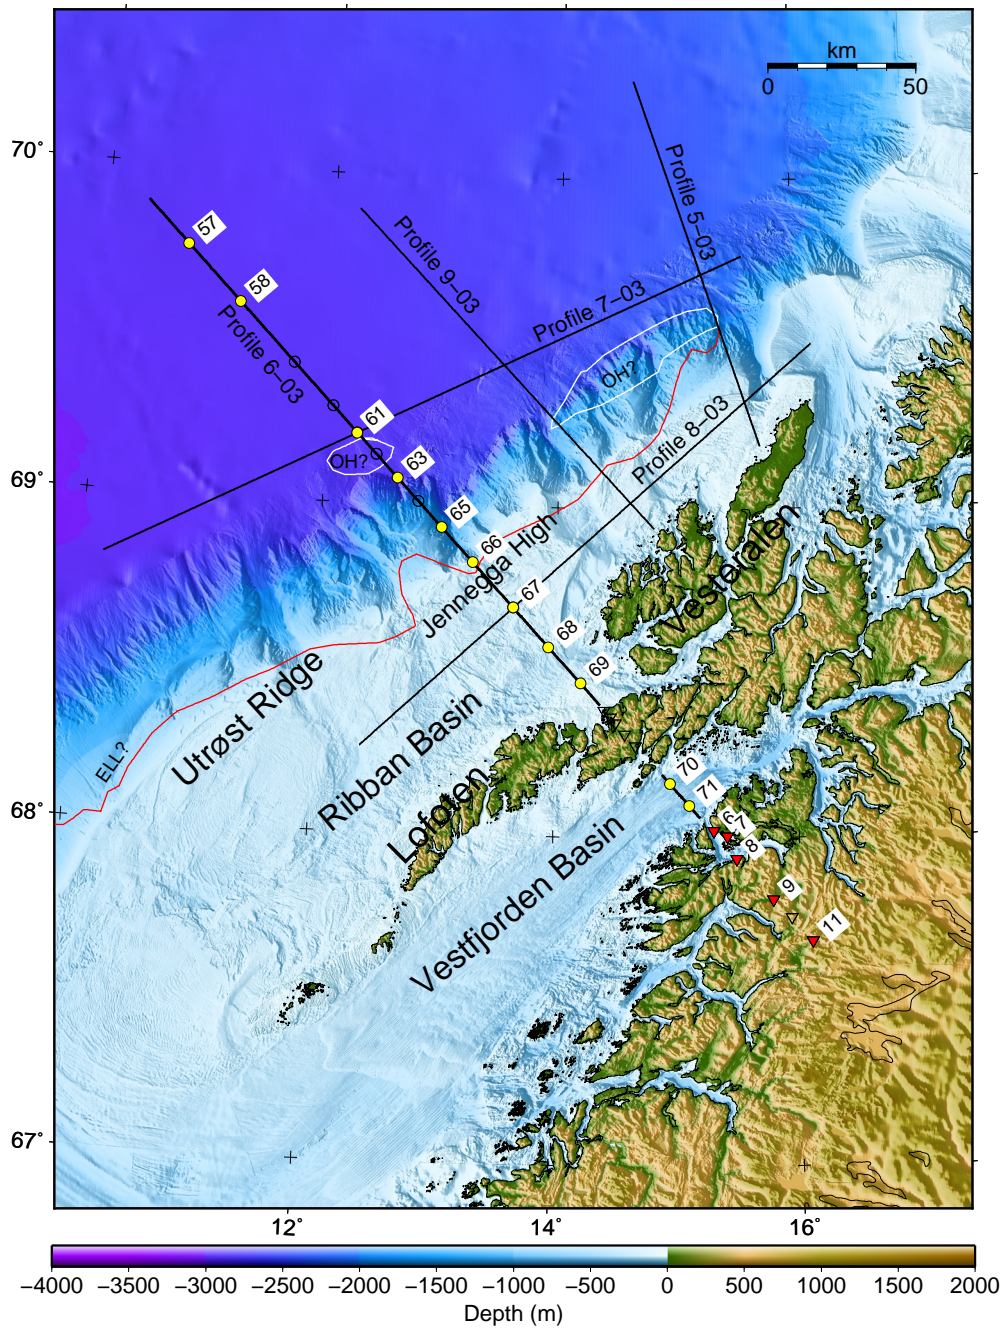 km
0
50
70°
69°
68°
67°
57
58
Profile 6–03
Profile 9–03
Profile 5–03
Profile 7–03
OH?
Profile 8–03
61
OH?
63
65
66
Jennegga High
67
68
69
Vesterålen
Utrøst Ridge
ELL?
Ribban Basin
Lofoten
Vestfjorden Basin
70
71
6
7
8
9
11
12°
14°
16°
−4000
−3500
−3000
−2500
−2000
−1500
−1000
−500
0
500
1000
1500
2000
Depth (m)